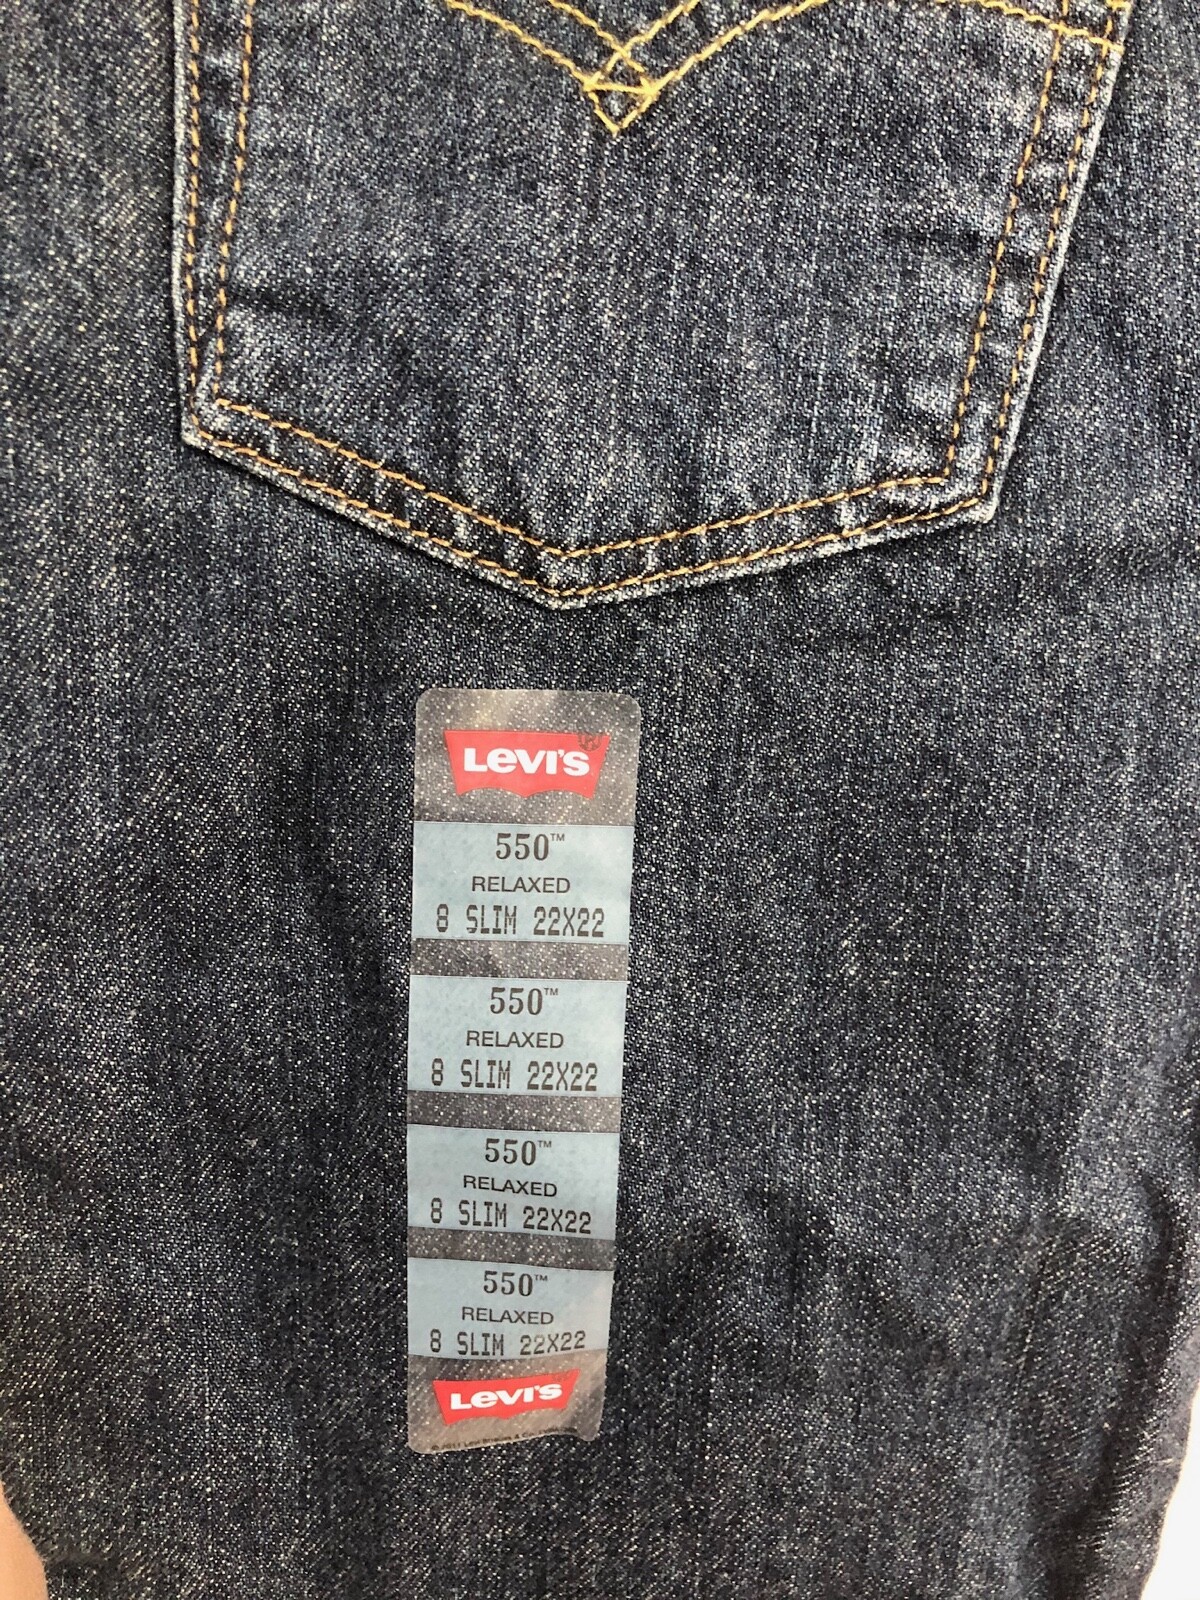 LEVI'S ®
550™
RELAXED
8 SLIM 22X22
550™
RELAXED
8 SLIM 22X22
550™
RELAXED
8 SLIM 22X22
550™
RELAXED
8 SLIM 22X22
LEVI'S